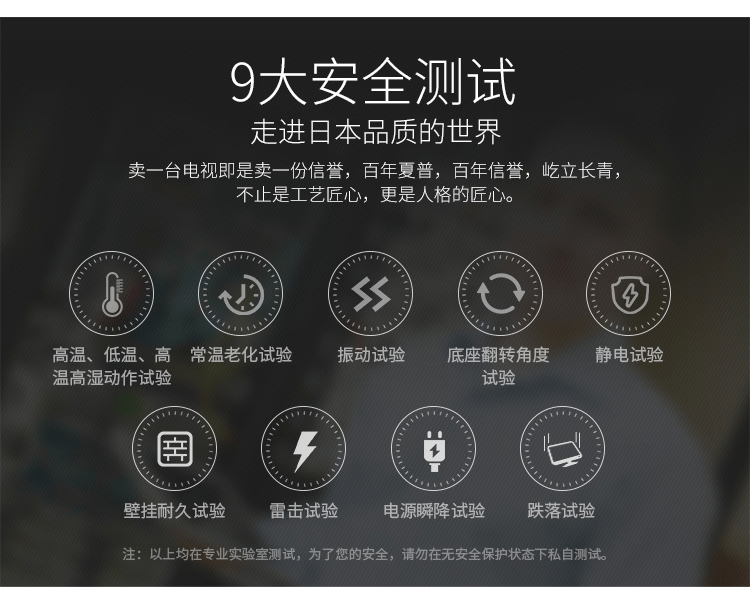 9大安全测试
走进日本品质的世界
卖一台电视即是卖一份信誉，百年夏普，百年信誉，屹立长青，
不止是工艺匠心，更是人格的匠心。
高温、低温、高
温高湿动作试验
常温老化试验
振动试验
底座翻转角度
试验
静电试验
壁挂耐久试验
雷击试验
电源瞬降试验
跌落试验
注：以上均在专业实验室测试，为了您的安全，请勿在无安全保护状态下私自测试。